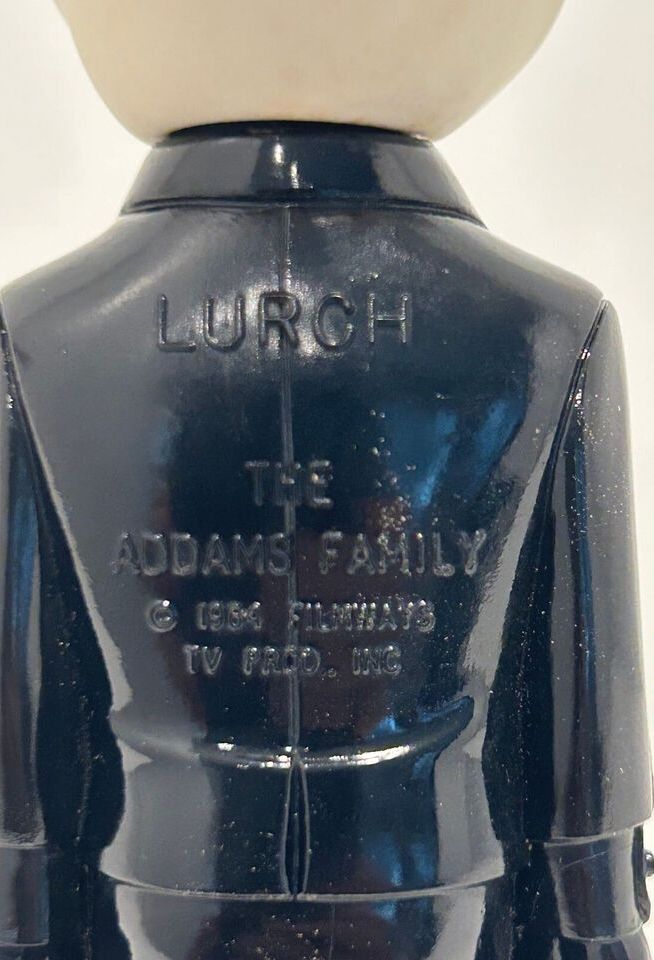 LURCH
THE
ADDAMS FAMILY
© 1964 FILMWAYS
TV PROD. INC